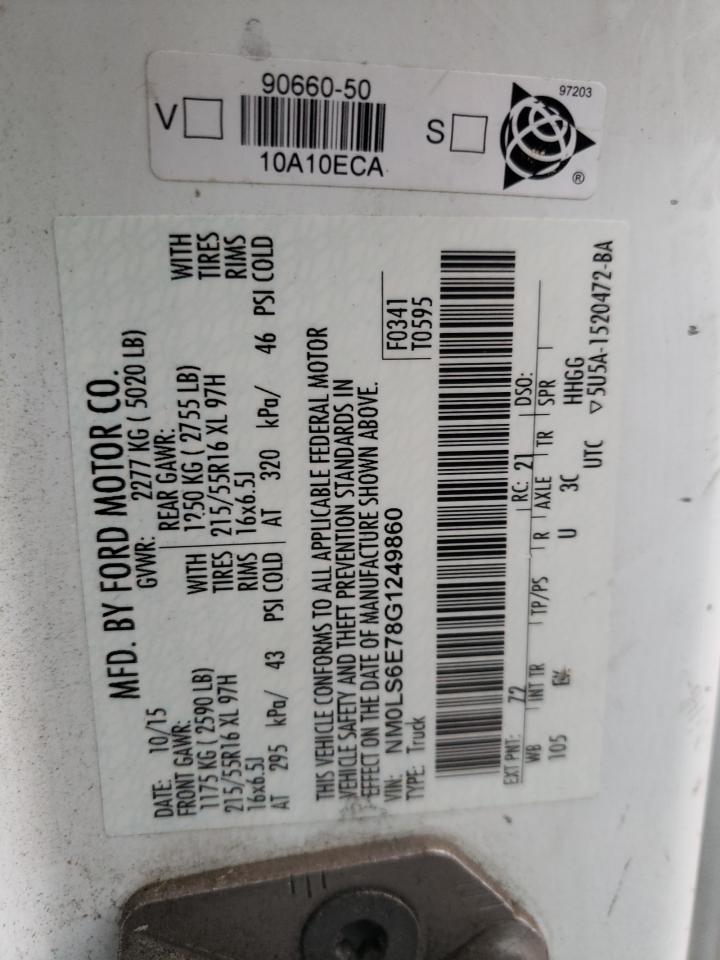 90660-50
V
S
97203
10A10ECA
®
MFD. BY FORD MOTOR CO.
DATE: 10/15 GVWR: 2277 KG ( 5020 LB)
FRONT GAWR: REAR GAWR:
1175 KG ( 2590 LB) WITH 1250 KG ( 2755 LB) WITH
215/55R16 XL 97H TIRES 215/55R16 XL 97H TIRES
16x6.5J RIMS 16x6.5J RIMS
AT 295 kPa/ 43 PSI COLD AT 320 kPa/ 46 PSI COLD
THIS VEHICLE CONFORMS TO ALL APPLICABLE FEDERAL MOTOR
VEHICLE SAFETY AND THEFT PREVENTION STANDARDS IN
EFFECT ON THE DATE OF MANUFACTURE SHOWN ABOVE.
VIN: NM0LS6E78G1249860 F0341
TYPE: Truck T0595
EXT PNT: 7Z RC: 21 DSO:
WB INT TR TP/PS R AXLE TR SPR
105 U 3C HHGG
UTC ▽5U5A-1520472-BA